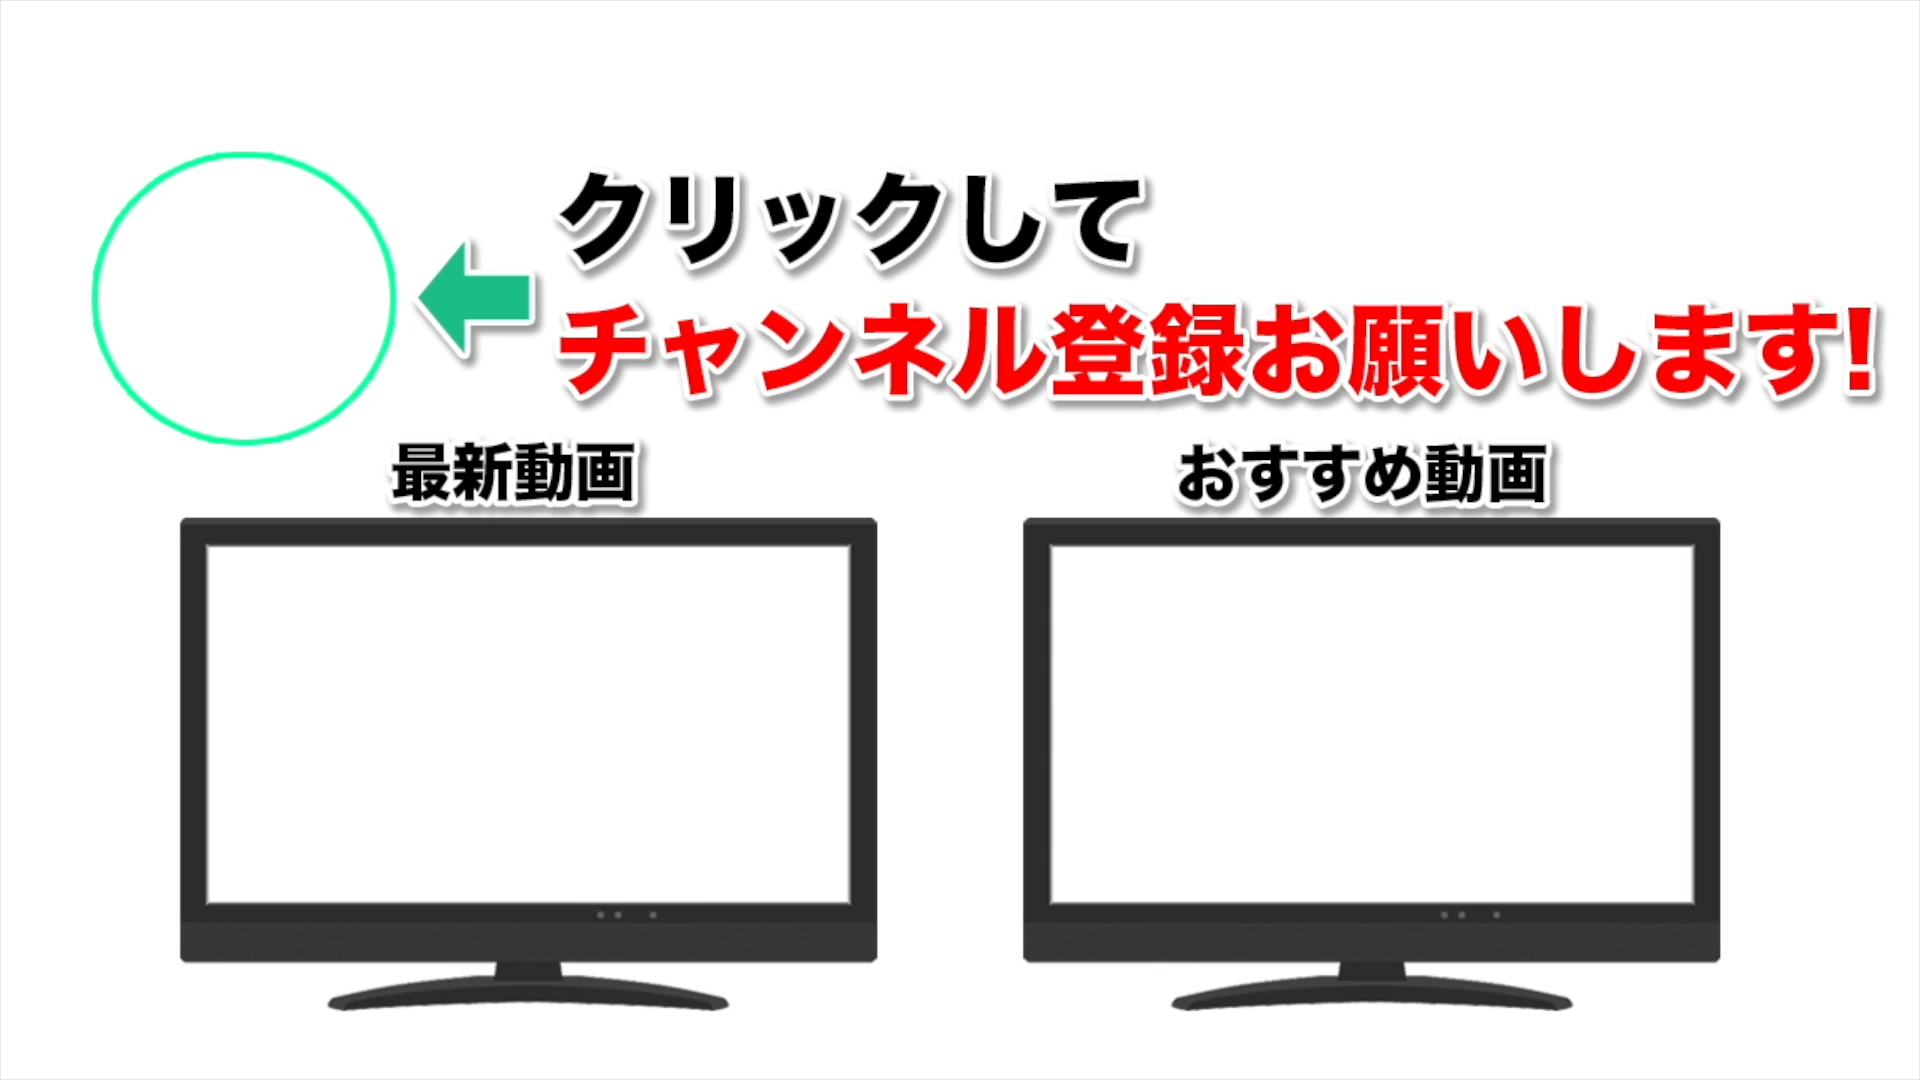 クリックして
チャンネル登録お願いします!
最新動画
おすすめ動画